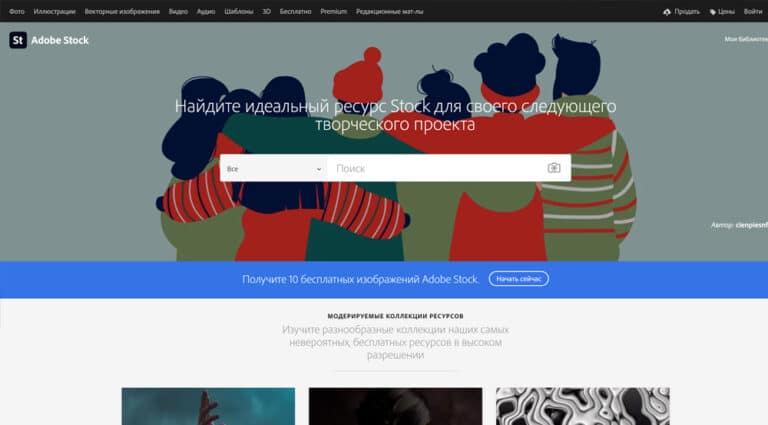 Фото Иллюстрации Векторные изображения Видео Аудио Шаблоны 3D Бесплатно Premium Редакционные мат-лы Продать Цены Войти
St Adobe Stock
Мои библиотек
Найдите идеальный ресурс Stock для своего следующего
творческого проекта
Все Поиск
Автор: cienpiesnf
Получите 10 бесплатных изображений Adobe Stock. Начать сейчас
МОДЕРИРУЕМЫЕ КОЛЛЕКЦИИ РЕСУРСОВ
Изучите разнообразные коллекции наших самых
невероятных, бесплатных ресурсов в высоком
разрешении